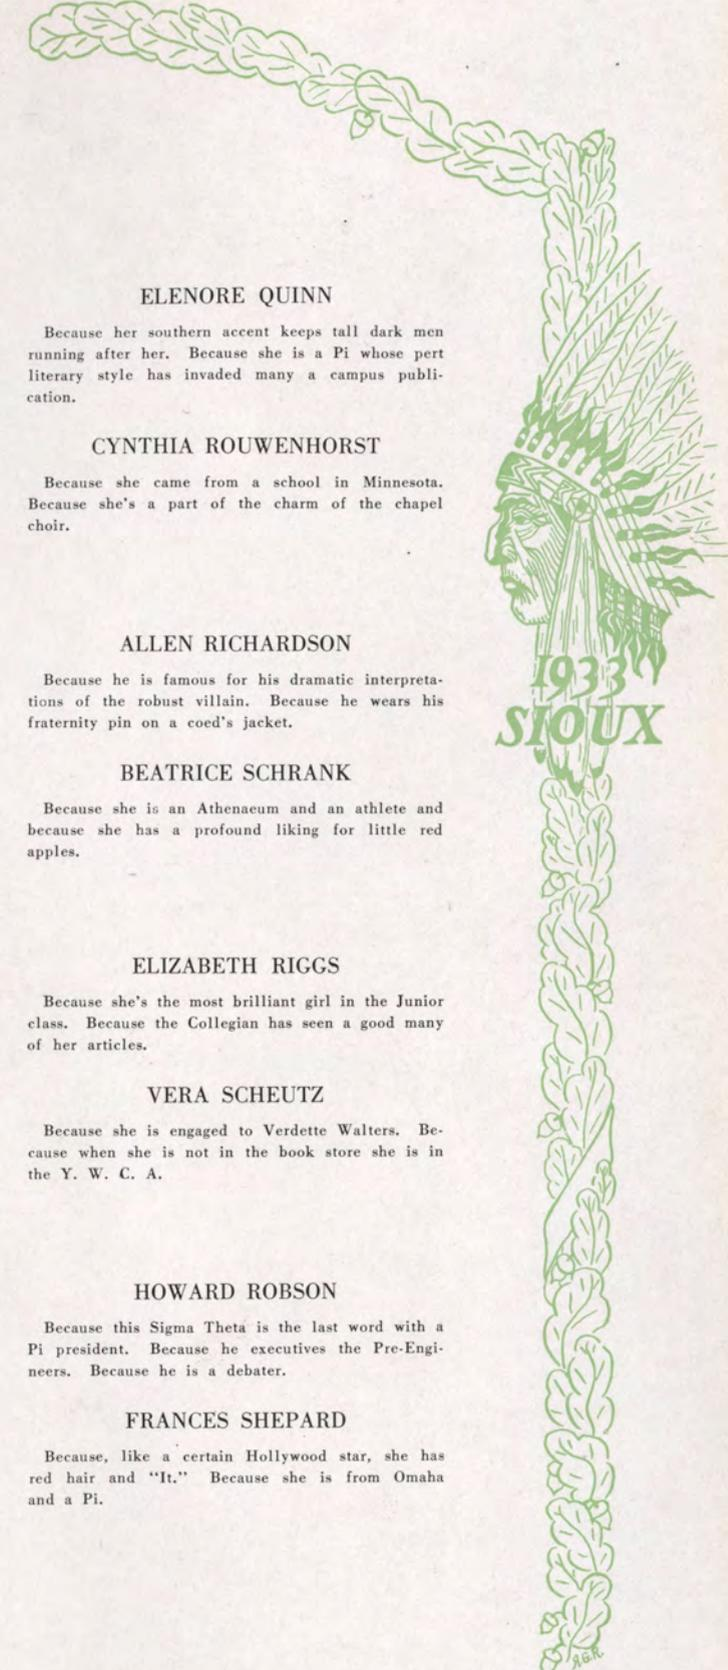 ELENORE QUINN
Because her southern accent keeps tall dark men
running after her. Because she is a Pi whose pert
literary style has invaded many a campus publi-
cation.
CYNTHIA ROUWENHORST
Because she came from a school in Minnesota.
Because she's a part of the charm of the chapel
choir.
ALLEN RICHARDSON
Because he is famous for his dramatic interpreta-
tions of the robust villain. Because he wears his
fraternity pin on a coed's jacket.
BEATRICE SCHRANK
Because she is an Athenaeum and an athlete and
because she has a profound liking for little red
apples.
ELIZABETH RIGGS
Because she's the most brilliant girl in the Junior
class. Because the Collegian has seen a good many
of her articles.
VERA SCHEUTZ
Because she is engaged to Verdette Walters. Be-
cause when she is not in the book store she is in
the Y. W. C. A.
HOWARD ROBSON
Because this Sigma Theta is the last word with a
Pi president. Because he executives the Pre-Engi-
neers. Because he is a debater.
FRANCES SHEPARD
Because, like a certain Hollywood star, she has
red hair and “It.” Because she is from Omaha
and a Pi.
1933
SIOUX
A.G.R.